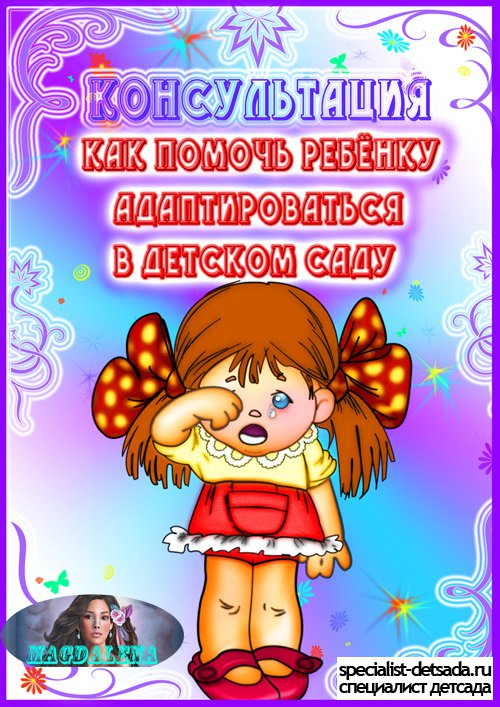 КОНСУЛЬТАЦИЯ
КАК ПОМОЧЬ РЕБЁНКУ
АДАПТИРОВАТЬСЯ
В ДЕТСКОМ САДУ
MAGDALENA
specialist-detsada.ru
специалист детсада